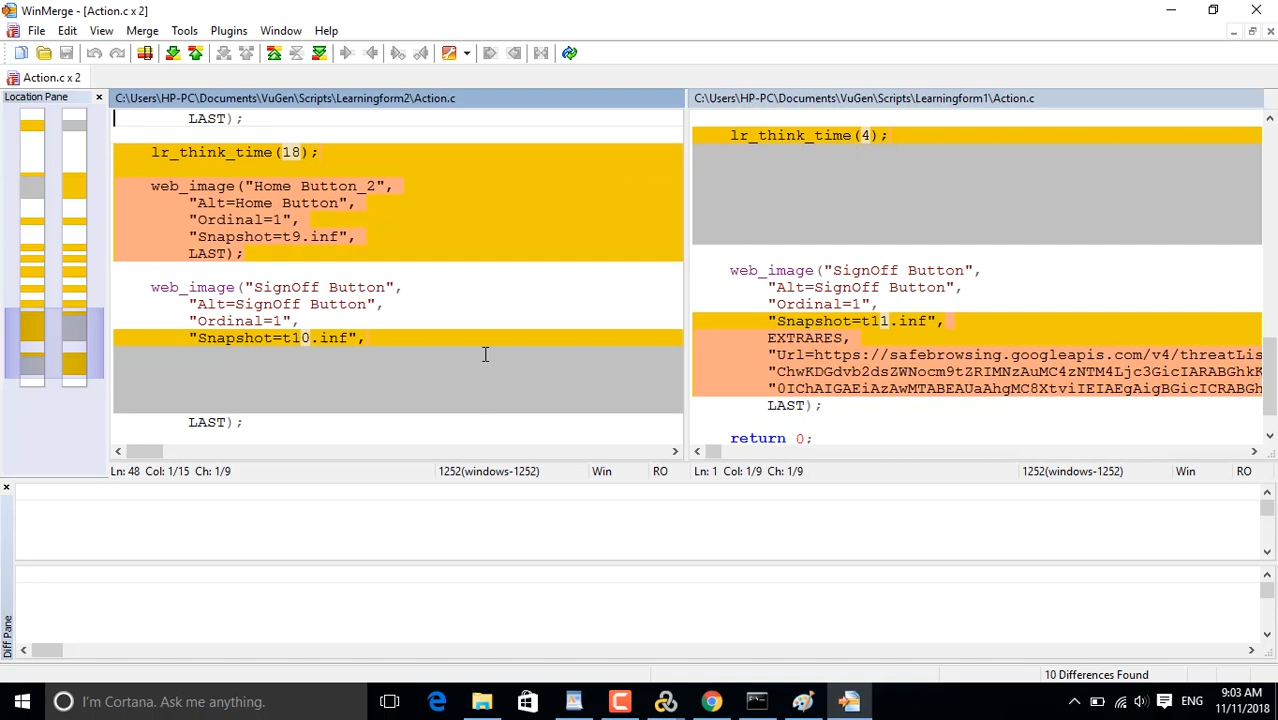 WinMerge - [Action.c x 2]
File Edit View Merge Tools Plugins Window Help
Action.c x 2
Location Pane
C:\Users\HP-PC\Documents\VuGen\Scripts\Learningform2\Action.c
C:\Users\HP-PC\Documents\VuGen\Scripts\Learningform1\Action.c
LAST);
lr_think_time(18);
web_image("Home Button_2",
"Alt=Home Button",
"Ordinal=1",
"Snapshot=t9.inf",
LAST);
web_image("SignOff Button",
"Alt=SignOff Button",
"Ordinal=1",
"Snapshot=t10.inf",
LAST);
lr_think_time(4);
web_image("SignOff Button",
"Alt=SignOff Button",
"Ordinal=1",
"Snapshot=t11.inf",
EXTRARES,
"Url=https://safebrowsing.googleapis.com/v4/threatLis
"ChwKDGdvb2dsZWNocm9tZRIMNzAuMC4zNTM4Ljc3GicIARABGhkK
"0IChAIGAEiAzAwMTABEAUaAhgMC8XtviIEIAEgAigBGicICRABGh
LAST);
return 0;
Ln: 48 Col: 1/15 Ch: 1/9 1252(windows-1252) Win RO
Ln: 1 Col: 1/9 Ch: 1/9 1252(windows-1252) Win RO
Diff Pane
10 Differences Found
I'm Cortana. Ask me anything.
ENG
9:03 AM
11/11/2018